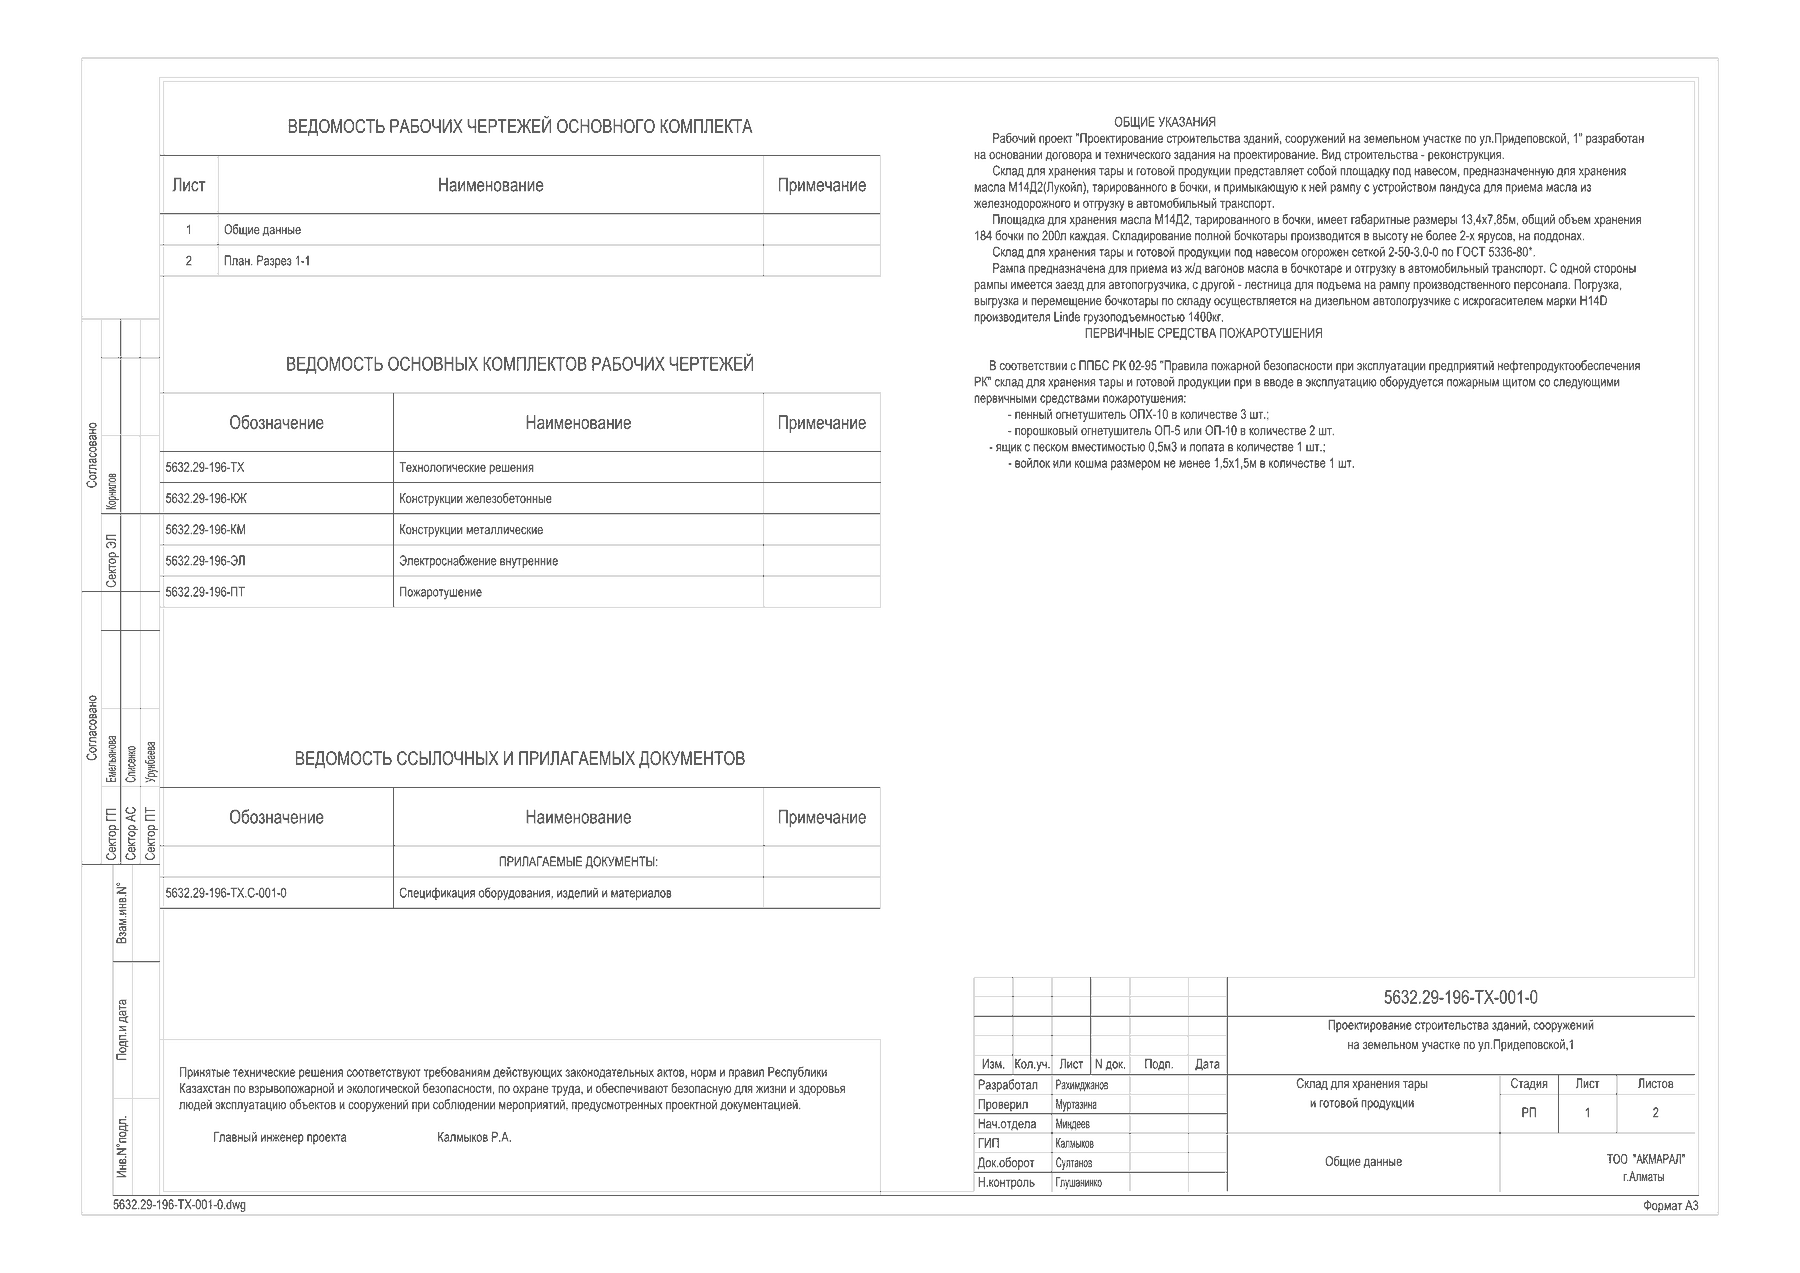 ВЕДОМОСТЬ РАБОЧИХ ЧЕРТЕЖЕЙ ОСНОВНОГО КОМПЛЕКТА
Лист Наименование Примечание
1 Общие данные
2 План. Разрез 1-1
ВЕДОМОСТЬ ОСНОВНЫХ КОМПЛЕКТОВ РАБОЧИХ ЧЕРТЕЖЕЙ
Обозначение Наименование Примечание
5632.29-196-ТХ Технологические решения
5632.29-196-КЖ Конструкции железобетонные
5632.29-196-КМ Конструкции металлические
5632.29-196-ЭЛ Электроснабжение внутренние
5632.29-196-ПТ Пожаротушение
ВЕДОМОСТЬ ССЫЛОЧНЫХ И ПРИЛАГАЕМЫХ ДОКУМЕНТОВ
Обозначение Наименование Примечание
ПРИЛАГАЕМЫЕ ДОКУМЕНТЫ:
5632.29-196-ТХ.С-001-0 Спецификация оборудования, изделий и материалов
Принятые технические решения соответствуют требованиям действующих законодательных актов, норм и правил Республики
Казахстан по взрывопожарной и экологической безопасности, по охране труда, и обеспечивают безопасную для жизни и здоровья
людей эксплуатацию объектов и сооружений при соблюдении мероприятий, предусмотренных проектной документацией.
Главный инженер проекта Калмыков Р.А.
ОБЩИЕ УКАЗАНИЯ
Рабочий проект "Проектирование строительства зданий, сооружений на земельном участке по ул.Придеповской, 1" разработан
на основании договора и технического задания на проектирование. Вид строительства - реконструкция.
Склад для хранения тары и готовой продукции представляет собой площадку под навесом, предназначенную для хранения
масла М14Д2(Лукойл), тарированного в бочки, и примыкающую к ней рампу с устройством пандуса для приема масла из
железнодорожного и отгрузку в автомобильный транспорт.
Площадка для хранения масла М14Д2, тарированного в бочки, имеет габаритные размеры 13,4х7.85м, общий объем хранения
184 бочки по 200л каждая. Складирование полной бочкотары производится в высоту не более 2-х ярусов, на поддонах.
Склад для хранения тары и готовой продукции под навесом огорожен сеткой 2-50-3.0-0 по ГОСТ 5336-80*.
Рампа предназначена для приема из ж/д вагонов масла в бочкотаре и отгрузку в автомобильный транспорт. С одной стороны
рампы имеется заезд для автопогрузчика, с другой - лестница для подъема на рампу производственного персонала. Погрузка,
выгрузка и перемещение бочкотары по складу осуществляется на дизельном автопогрузчике с искрогасителем марки H14D
производителя Linde грузоподъемностью 1400кг.
ПЕРВИЧНЫЕ СРЕДСТВА ПОЖАРОТУШЕНИЯ
В соответствии с ППБС РК 02-95 "Правила пожарной безопасности при эксплуатации предприятий нефтепродуктообеспечения
РК" склад для хранения тары и готовой продукции при в вводе в эксплуатацию оборудуется пожарным щитом со следующими
первичными средствами пожаротушения:
- пенный огнетушитель ОПХ-10 в количестве 3 шт.;
- порошковый огнетушитель ОП-5 или ОП-10 в количестве 2 шт.
- ящик с песком вместимостью 0,5м3 и лопата в количестве 1 шт.;
- войлок или кошма размером не менее 1,5х1,5м в количестве 1 шт.
Согласовано
Корнилов
Сектор ЭЛ
Согласовано
Емельянова
Слисенко
Урумбаева
Сектор ГП
Сектор АС
Сектор ПТ
Взам.инв.N°
Подп.и дата
Инв.N°подл.
5632.29-196-ТХ-001-0
Проектирование строительства зданий, сооружений
на земельном участке по ул.Придеповской,1
Изм. Кол.уч. Лист N док. Подп. Дата
Разработал Рахимджанов
Проверил Муртазина
Нач.отдела Миндеев
ГИП Калмыков
Док.оборот Султанов
Н.контроль Глушанинко
Склад для хранения тары
и готовой продукции
Стадия Лист Листов
РП 1 2
Общие данные
ТОО "АКМАРАЛ"
г.Алматы
5632.29-196-ТХ-001-0.dwg
Формат А3